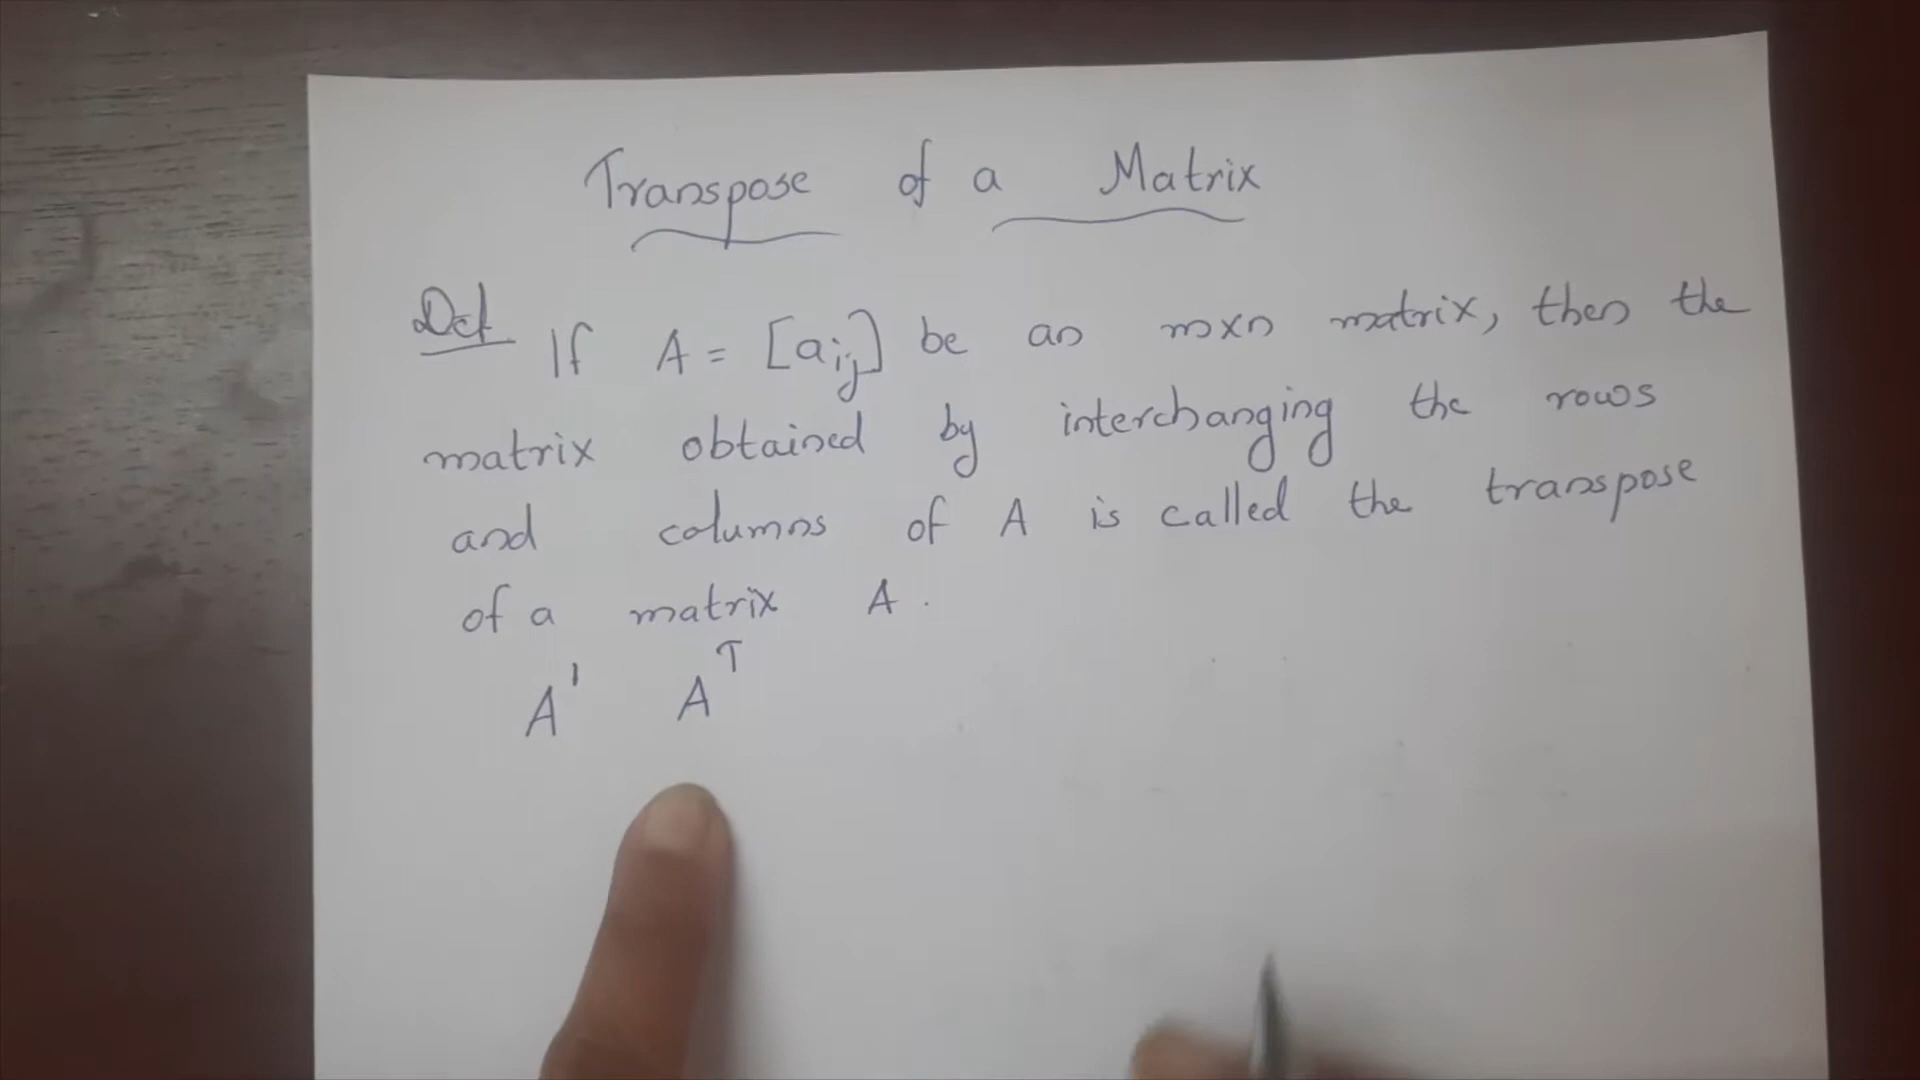 Transpose of a Matrix
Def If A = [aij] be an mxn matrix, then the
matrix obtained by interchanging the rows
and columns of A is called the transpose
of a matrix A.
A' A^T